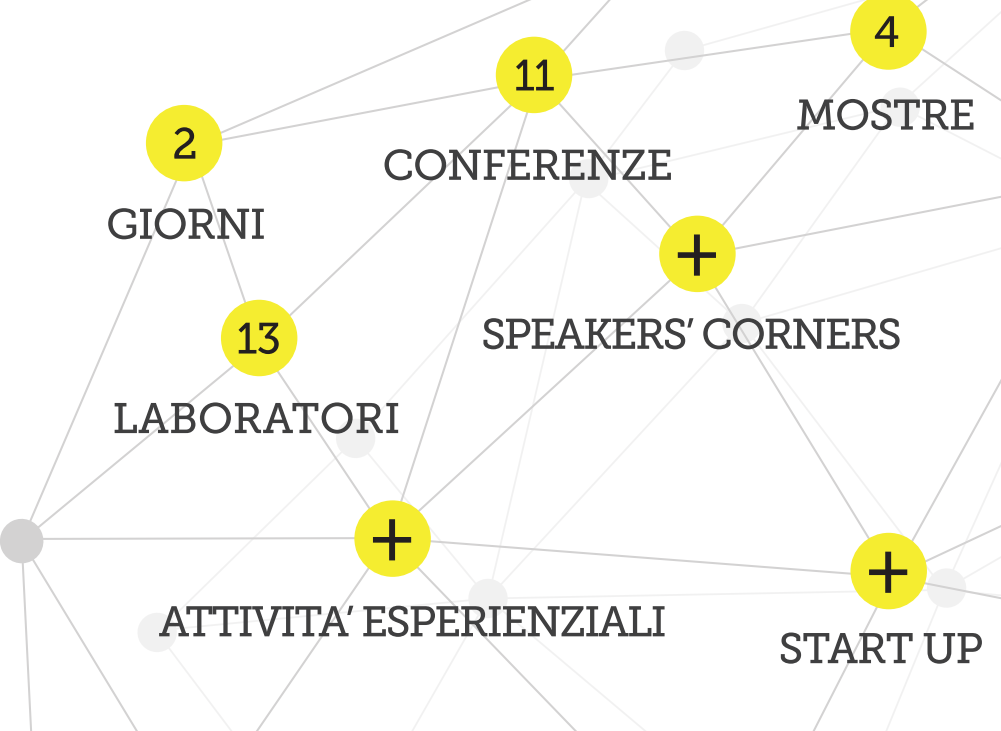 4
MOSTRE
11
CONFERENZE
2
GIORNI
+
SPEAKERS’ CORNERS
13
LABORATORI
+
ATTIVITA’ ESPERIENZIALI
+
START UP